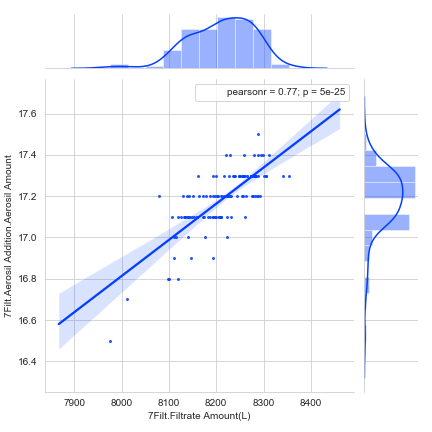 pearsonr = 0.77; p = 5e-25
17.6
17.4
17.2
17.0
16.8
16.6
16.4
7Filt.Aerosil Addition.Aerosil Amount
7900 8000 8100 8200 8300 8400
7Filt.Filtrate Amount(L)